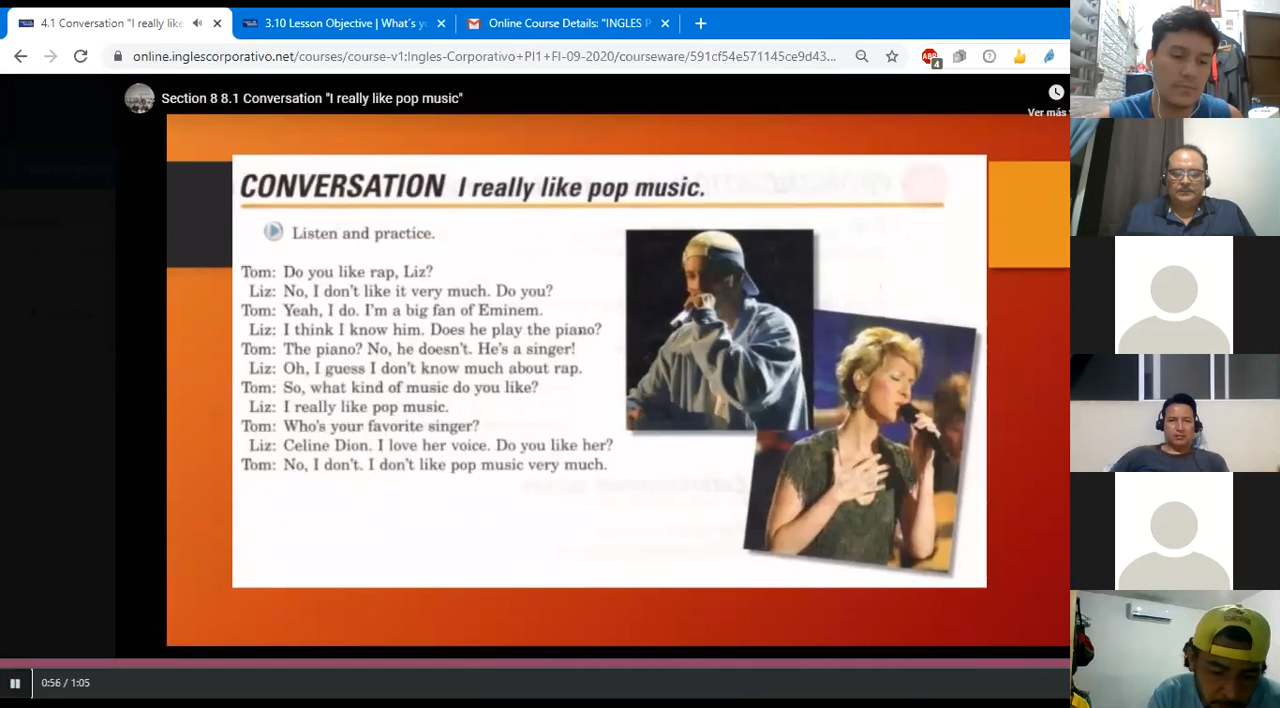 4.1 Conversation "I really like
3.10 Lesson Objective | What´s yo
Online Course Details: "INGLES P
online.inglescorporativo.net/courses/course-v1:Ingles-Corporativo+PI1+FI-09-2020/courseware/591cf54e571145ce9d43...
ABP
4
Section 8 8.1 Conversation "I really like pop music"
Ver más
CONVERSATION I really like pop music.
Listen and practice.
Tom: Do you like rap, Liz?
Liz: No, I don't like it very much. Do you?
Tom: Yeah, I do. I'm a big fan of Eminem.
Liz: I think I know him. Does he play the piano?
Tom: The piano? No, he doesn't. He's a singer!
Liz: Oh, I guess I don't know much about rap.
Tom: So, what kind of music do you like?
Liz: I really like pop music.
Tom: Who's your favorite singer?
Liz: Celine Dion. I love her voice. Do you like her?
Tom: No, I don't. I don't like pop music very much.
0:56 / 1:05